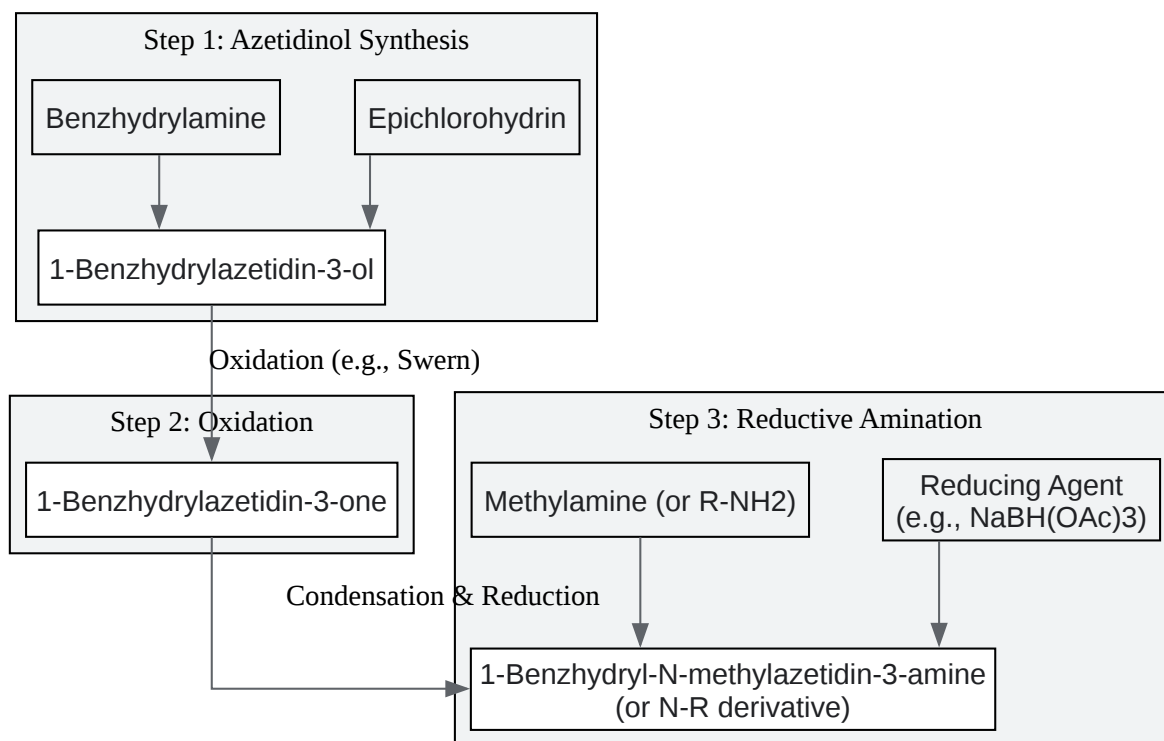 Step 1: Azetidinol Synthesis
Benzhydrylamine
Epichlorohydrin
1-Benzhydrylazetidin-3-ol
Oxidation (e.g., Swern)
Step 2: Oxidation
1-Benzhydrylazetidin-3-one
Step 3: Reductive Amination
Methylamine (or R-NH2)
Reducing Agent
(e.g., NaBH(OAc)3)
Condensation & Reduction
1-Benzhydryl-N-methylazetidin-3-amine
(or N-R derivative)